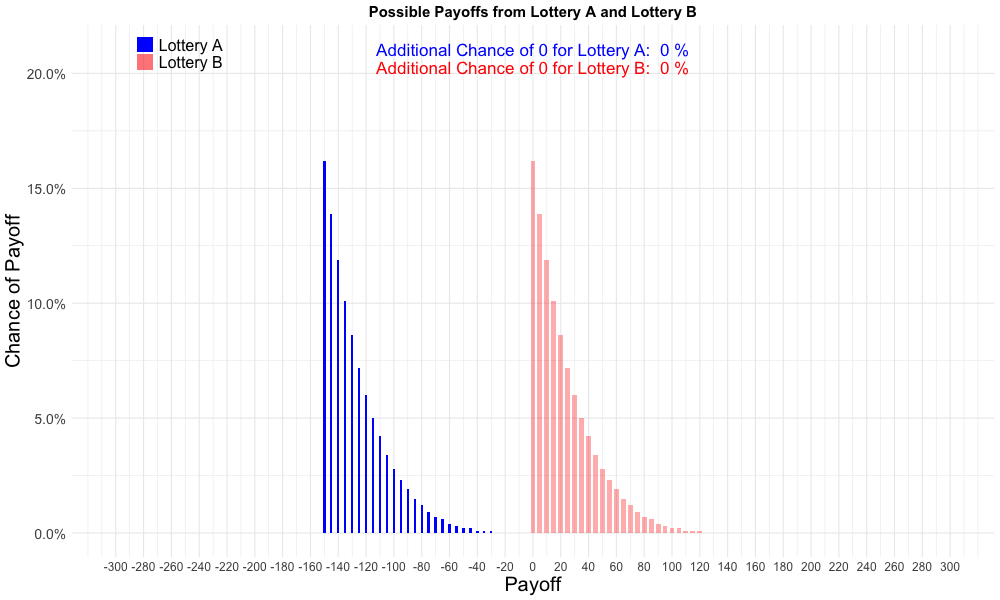 Possible Payoffs from Lottery A and Lottery B
Lottery A
Lottery B
Additional Chance of 0 for Lottery A:  0 %
Additional Chance of 0 for Lottery B:  0 %
Chance of Payoff
20.0%
15.0%
10.0%
5.0%
0.0%
-300 -280 -260 -240 -220 -200 -180 -160 -140 -120 -100 -80 -60 -40 -20 0 20 40 60 80 100 120 140 160 180 200 220 240 260 280 300
Payoff